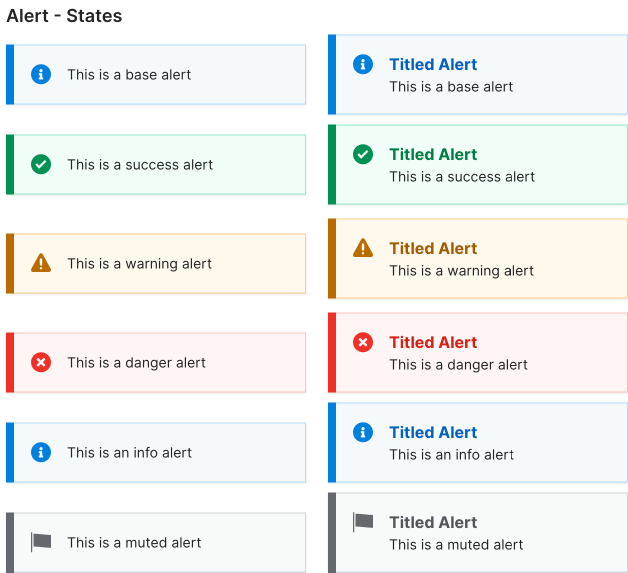 Alert - States
This is a base alert
Titled Alert
This is a base alert
This is a success alert
Titled Alert
This is a success alert
This is a warning alert
Titled Alert
This is a warning alert
This is a danger alert
Titled Alert
This is a danger alert
This is an info alert
Titled Alert
This is an info alert
This is a muted alert
Titled Alert
This is a muted alert